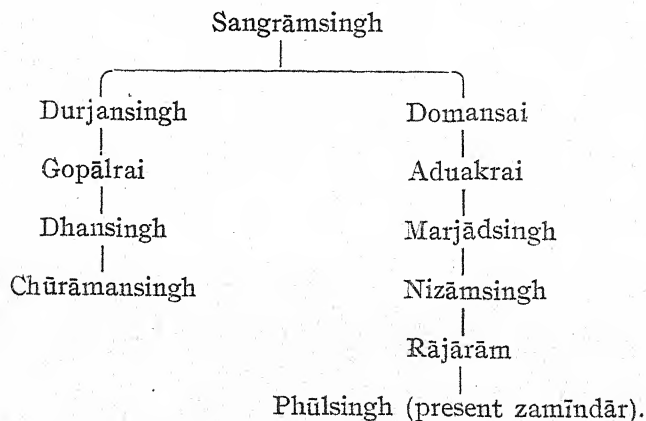 Sangrāmsingh
Durjansingh Domansai
Gopālrai Aduakrai
Dhansingh Marjādsingh
Chūrāmansingh Nizāmsingh
Rājārām
Phūlsingh (present zamīndār).